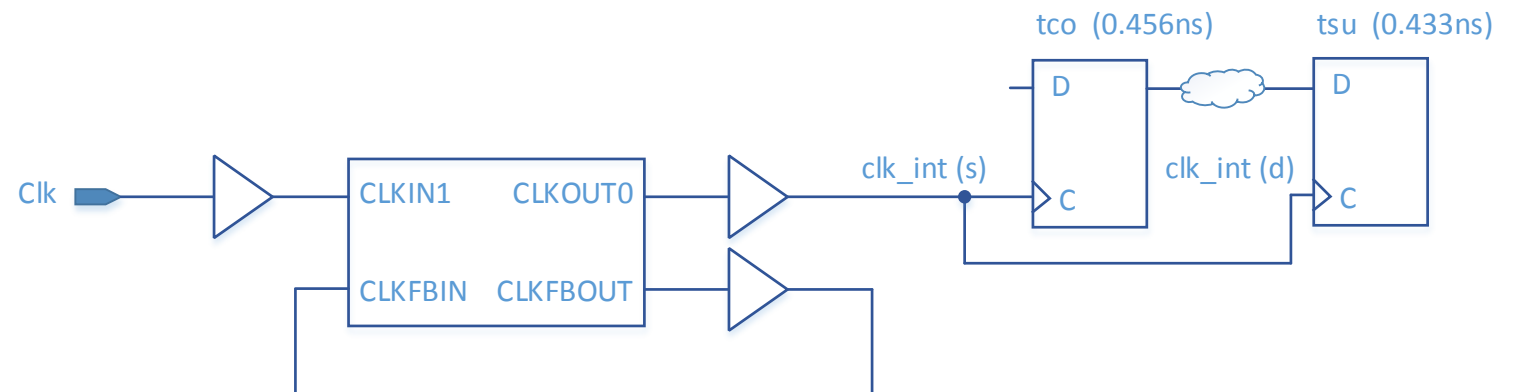 tco (0.456ns) tsu (0.433ns)
D D
clk_int (s) clk_int (d)
Clk CLKIN1 CLKOUT0 C C
CLKFBIN CLKFBOUT